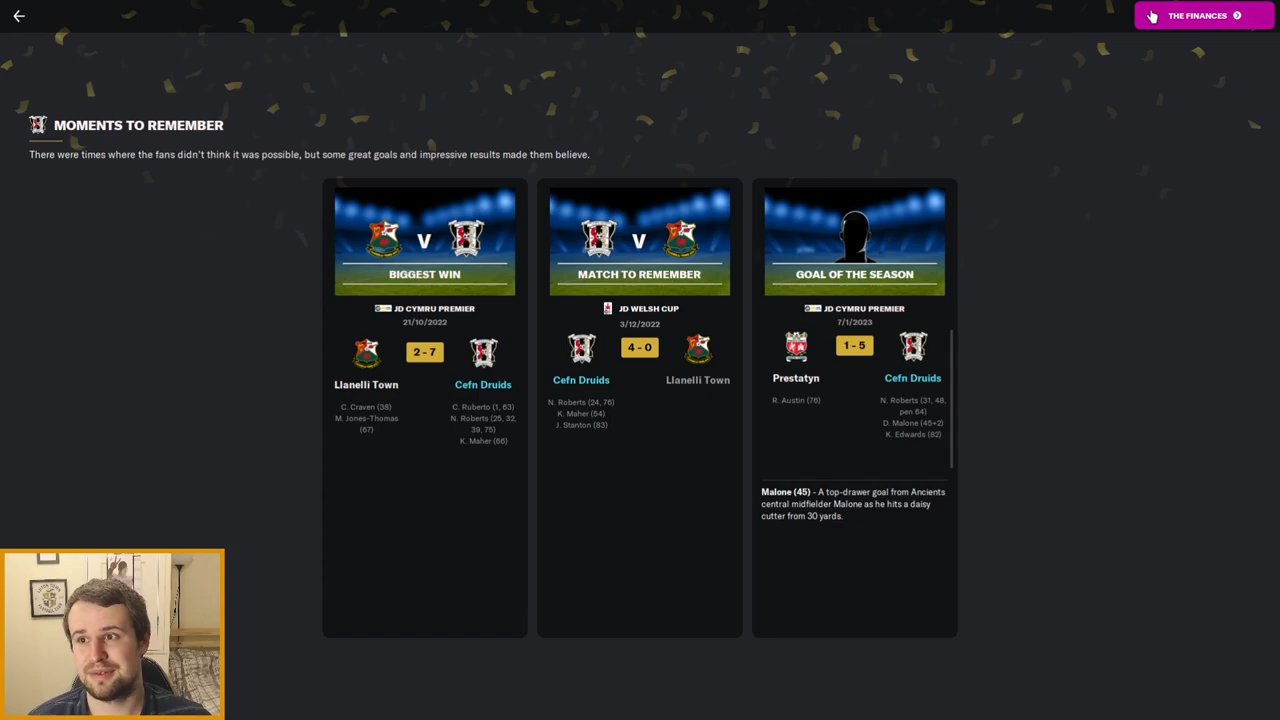 THE FINANCES
MOMENTS TO REMEMBER
There were times where the fans didn't think it was possible, but some great goals and impressive results made them believe.
V
BIGGEST WIN
JD CYMRU PREMIER
21/10/2022
2 - 7
Llanelli Town
Cefn Druids
C. Craven (38)
M. Jones-Thomas
(67)
C. Ruberto (1, 63)
N. Roberts (25, 32,
39, 75)
K. Maher (66)
V
MATCH TO REMEMBER
JD WELSH CUP
3/12/2022
4 - 0
Cefn Druids
Llanelli Town
N. Roberts (24, 76)
K. Maher (54)
J. Stanton (83)
GOAL OF THE SEASON
JD CYMRU PREMIER
7/1/2023
1 - 5
Prestatyn
Cefn Druids
R. Austin (76)
N. Roberts (31, 48,
pen 64)
D. Malone (45+2)
K. Edwards (82)
Malone (45) - A top-drawer goal from Ancients
central midfielder Malone as he hits a daisy
cutter from 30 yards.